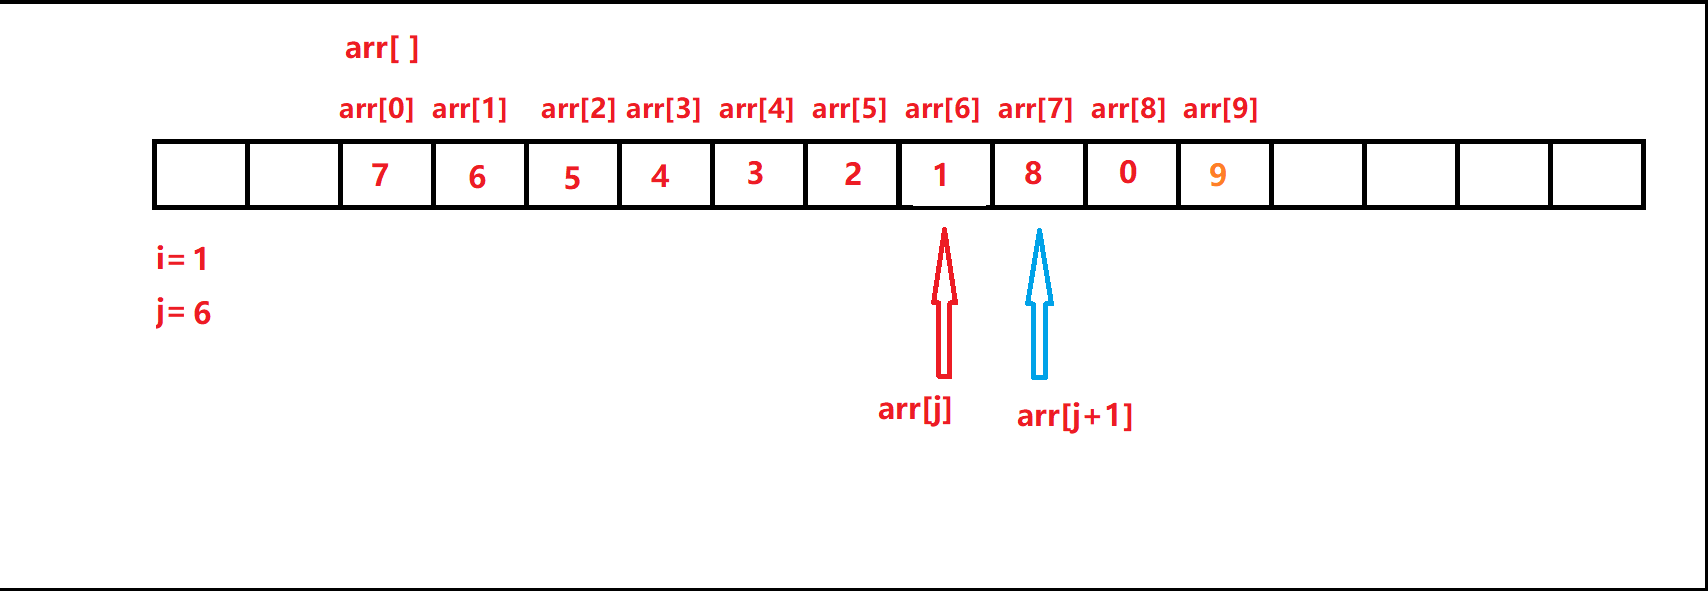 arr[ ]
arr[0] arr[1] arr[2] arr[3] arr[4] arr[5] arr[6] arr[7] arr[8] arr[9]
7 6 5 4 3 2 1 8 0 9
i= 1
j= 6
arr[j] arr[j+1]